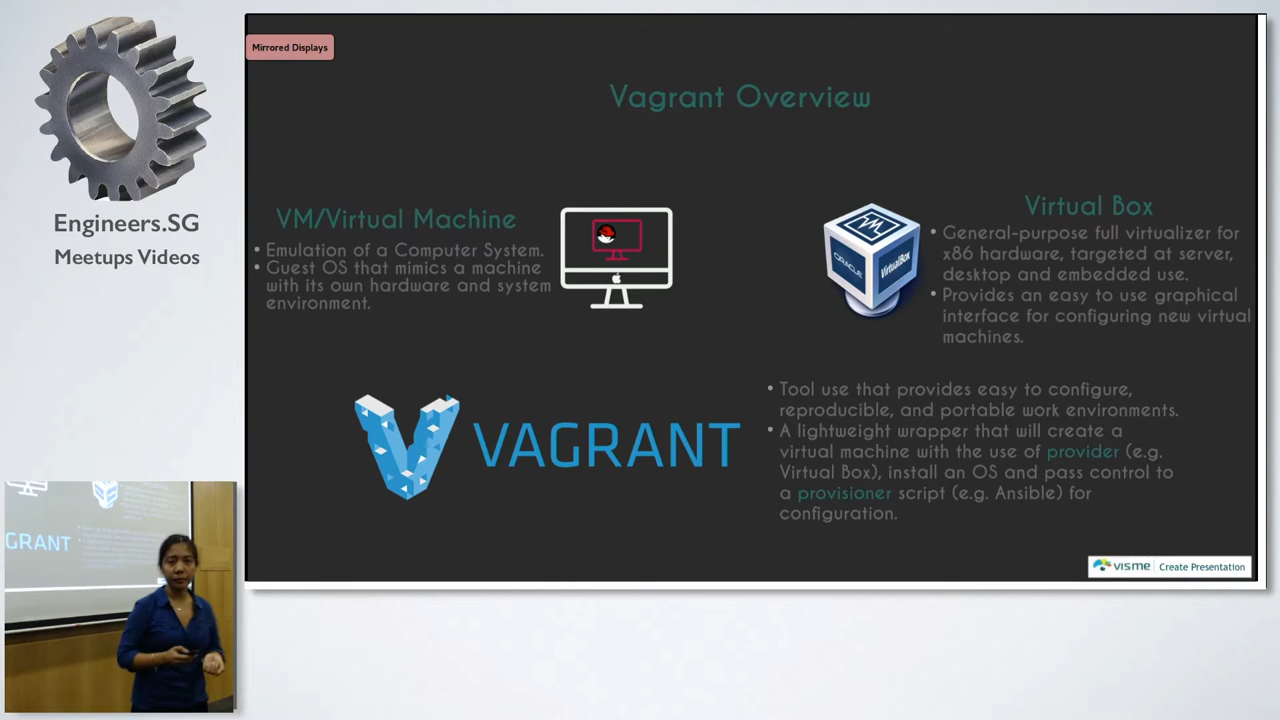 Mirrored Displays
Vagrant Overview
Engineers.SG
Meetups Videos
VM/Virtual Machine
• Emulation of a Computer System.
• Guest OS that mimics a machine
with its own hardware and system
environment.
ORACLE
VirtualBox
Virtual Box
• General-purpose full virtualizer for
x86 hardware, targeted at server,
desktop and embedded use.
• Provides an easy to use graphical
interface for configuring new virtual
machines.
VAGRANT
• Tool use that provides easy to configure,
reproducible, and portable work environments.
• A lightweight wrapper that will create a
virtual machine with the use of provider (e.g.
Virtual Box), install an OS and pass control to
a provisioner script (e.g. Ansible) for
configuration.
visme Create Presentation
GRANT